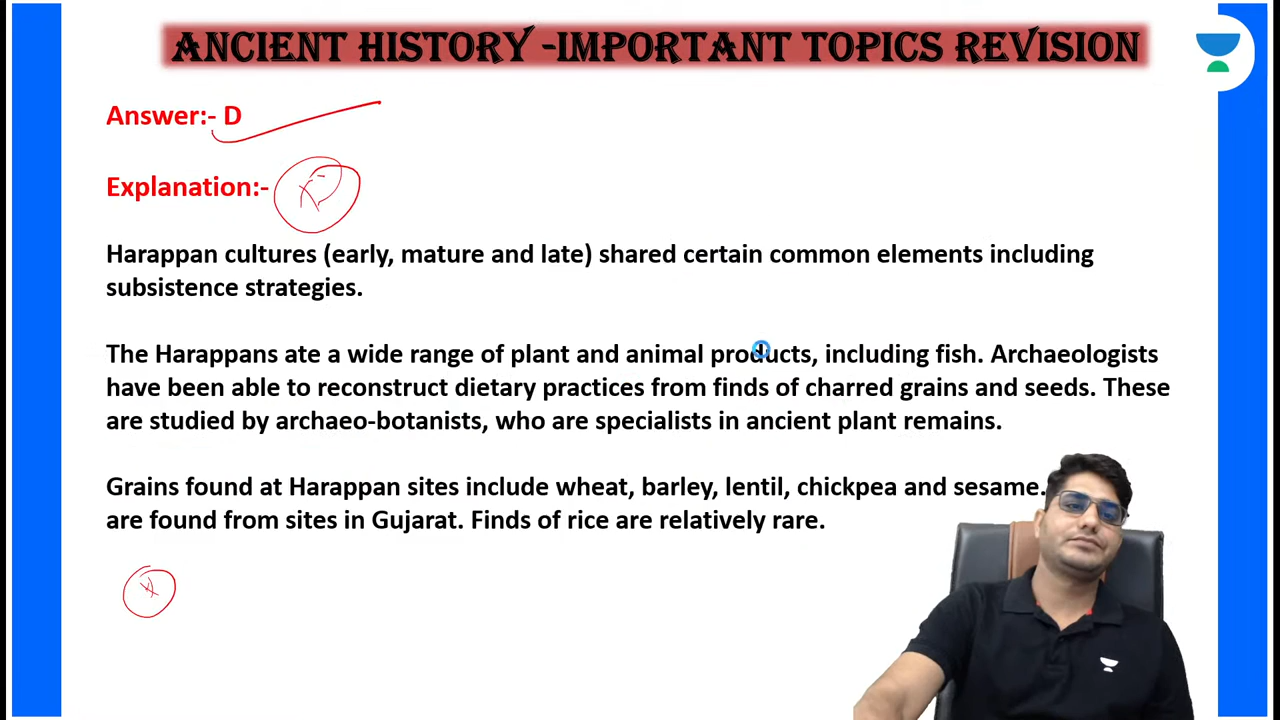 ANCIENT HISTORY -IMPORTANT TOPICS REVISION
Answer:- D
Explanation:-
Harappan cultures (early, mature and late) shared certain common elements including
subsistence strategies.
The Harappans ate a wide range of plant and animal products, including fish. Archaeologists
have been able to reconstruct dietary practices from finds of charred grains and seeds. These
are studied by archaeo-botanists, who are specialists in ancient plant remains.
Grains found at Harappan sites include wheat, barley, lentil, chickpea and sesame.
are found from sites in Gujarat. Finds of rice are relatively rare.